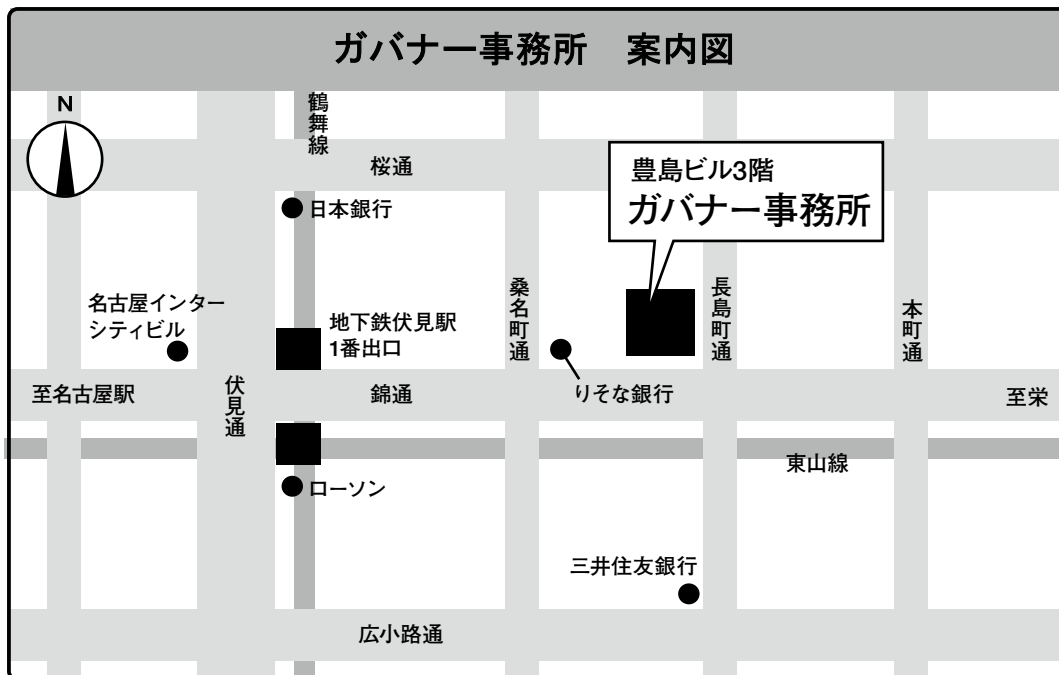 ガバナー事務所　案内図
N
鶴舞線
桜通
豊島ビル3階
ガバナー事務所
日本銀行
名古屋インター
シティビル
地下鉄伏見駅
1番出口
桑名町通
長島町通
本町通
至名古屋駅
伏見通
錦通
りそな銀行
至栄
東山線
ローソン
三井住友銀行
広小路通